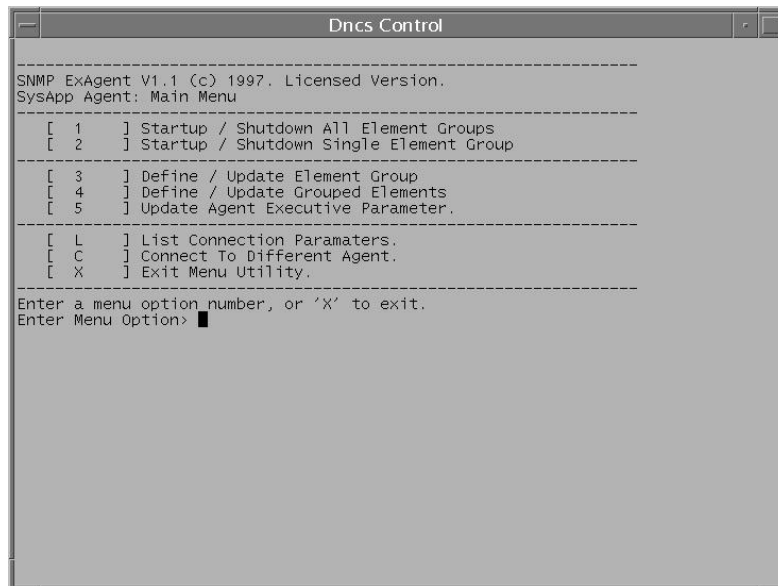 Dncs Control
--------------------------------------------------------------------------------
SNMP ExAgent V1.1 (c) 1997. Licensed Version.
SysApp Agent: Main Menu
--------------------------------------------------------------------------------
[ 1 ] Startup / Shutdown All Element Groups
[ 2 ] Startup / Shutdown Single Element Group
--------------------------------------------------------------------------------
[ 3 ] Define / Update Element Group
[ 4 ] Define / Update Grouped Elements
[ 5 ] Update Agent Executive Parameter.
--------------------------------------------------------------------------------
[ L ] List Connection Paramaters.
[ C ] Connect To Different Agent.
[ X ] Exit Menu Utility.
--------------------------------------------------------------------------------
Enter a menu option number, or 'X' to exit.
Enter Menu Option>